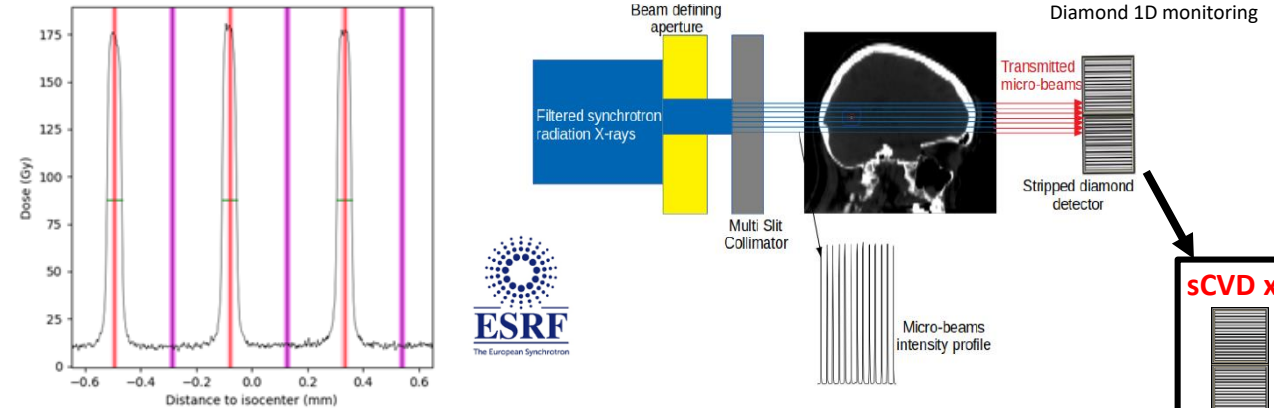 175
150
125
100
75
50
25
0
Dose (Gy)
-0.6
-0.4
-0.2
0.0
0.2
0.4
0.6
Distance to isocenter (mm)
Beam defining
aperture
Filtered synchrotron
radiation X-rays
Multi Slit
Collimator
ESRF
The European Synchrotron
Micro-beams
intensity profile
Diamond 1D monitoring
Transmitted
micro-beams
Stripped diamond
detector
sCVD x